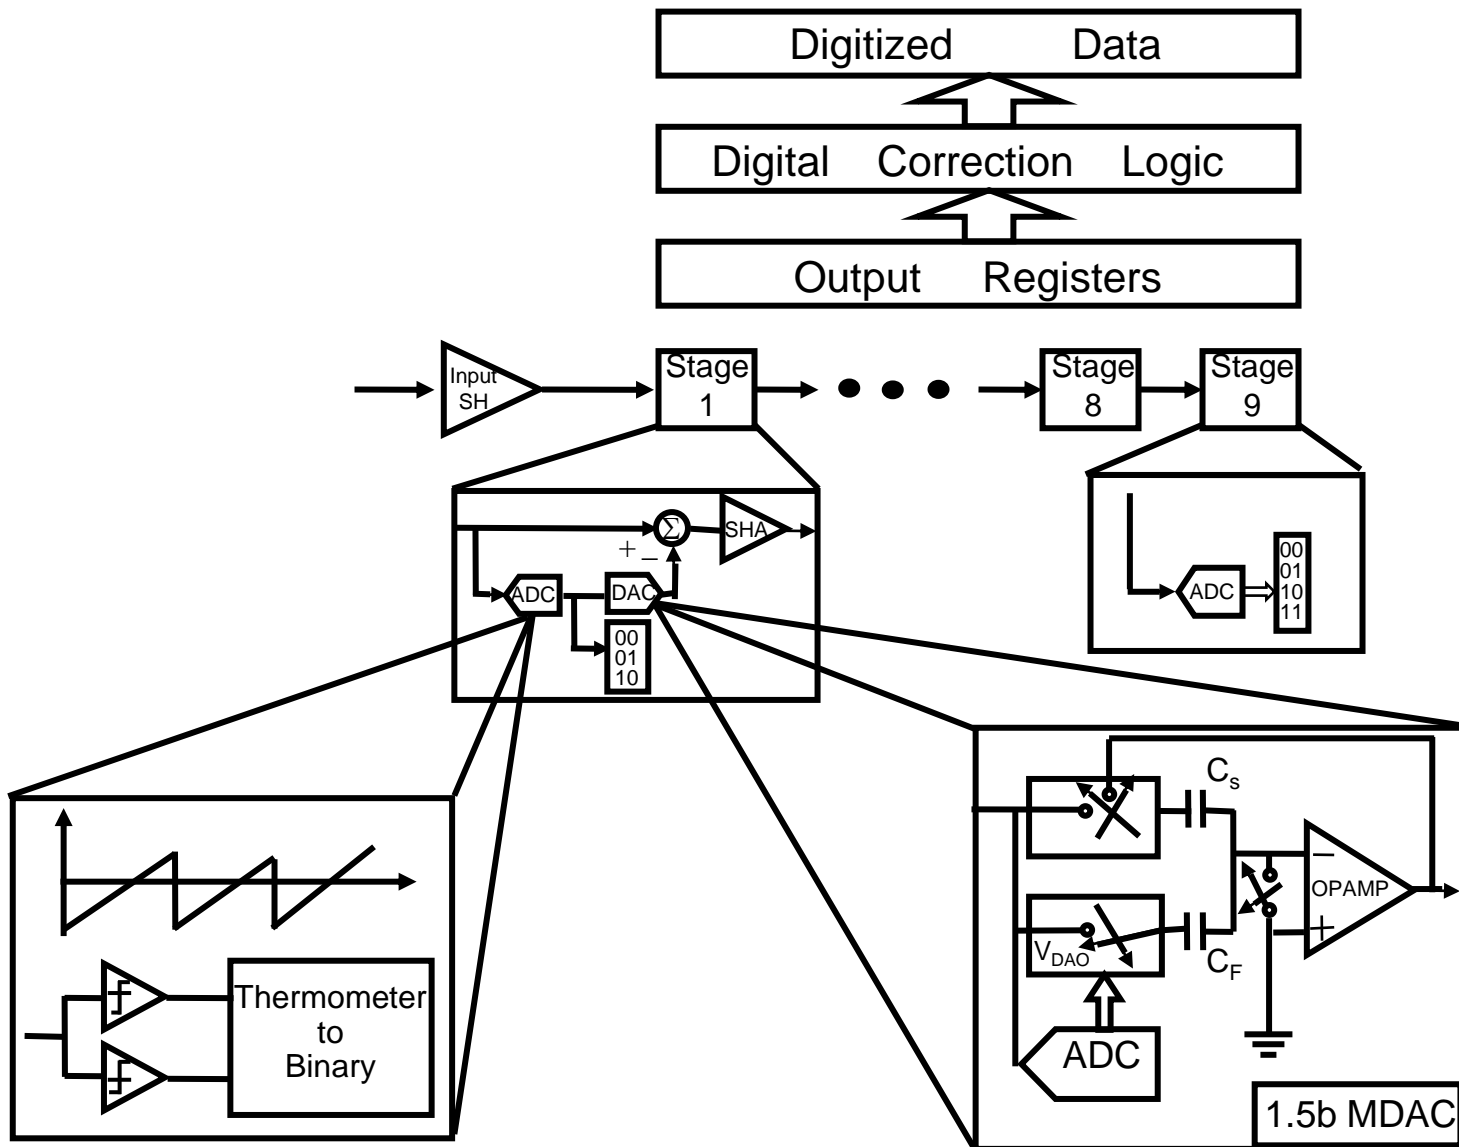 Digitized Data
Digital Correction Logic
Output Registers
Input
SH
Stage
1
Stage
8
Stage
9
Σ
SHA
+
−
ADC
DAC
00
01
10
ADC
00
01
10
11
Cs
−
OPAMP
+
VDAO
CF
ADC
1.5b MDAC
Thermometer
to
Binary